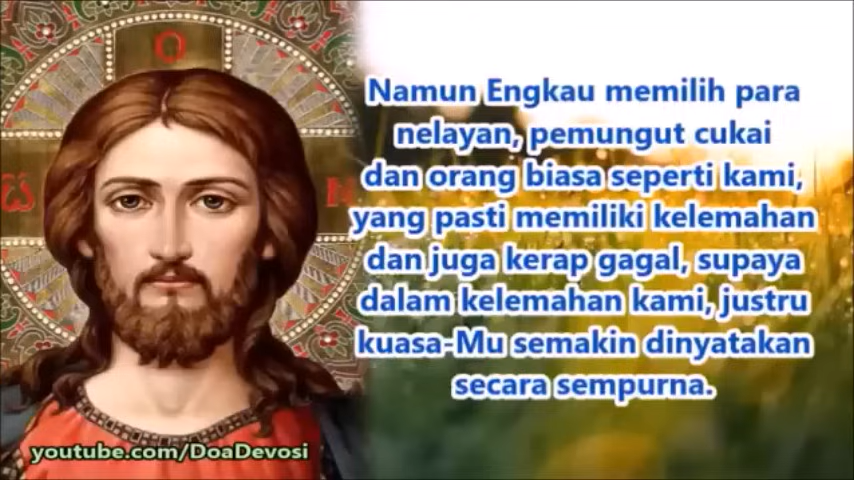 Namun Engkau memilih para
nelayan, pemungut cukai
dan orang biasa seperti kami,
yang pasti memiliki kelemahan
dan juga kerap gagal, supaya
dalam kelemahan kami, justru
kuasa-Mu semakin dinyatakan
secara sempurna.
youtube.com/DoaDevosi